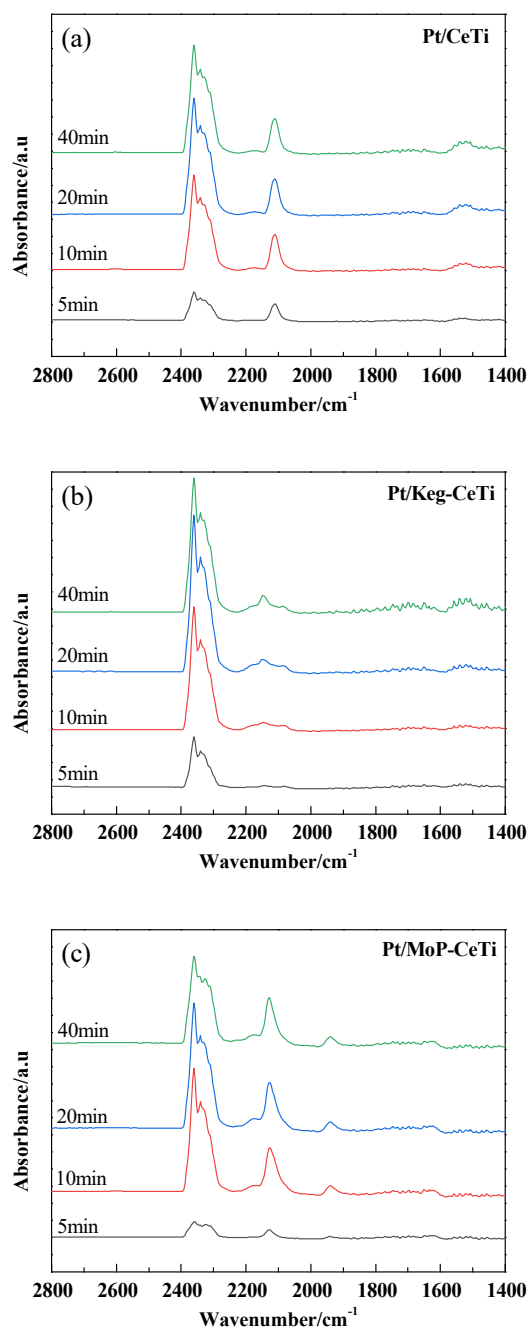 (a)
Pt/CeTi
Absorbance/a.u
40min
20min
10min
5min
2800 2600 2400 2200 2000 1800 1600 1400
Wavenumber/cm⁻¹
(b)
Pt/Keg-CeTi
Absorbance/a.u
40min
20min
10min
5min
2800 2600 2400 2200 2000 1800 1600 1400
Wavenumber/cm⁻¹
(c)
Pt/MoP-CeTi
Absorbance/a.u
40min
20min
10min
5min
2800 2600 2400 2200 2000 1800 1600 1400
Wavenumber/cm⁻¹